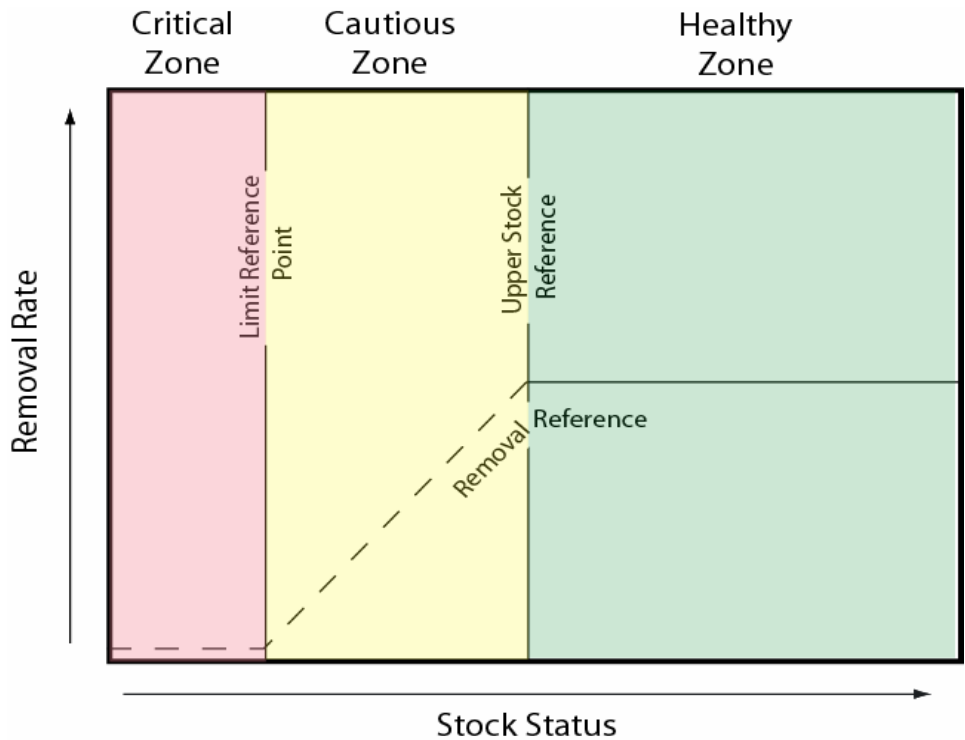 Critical
Zone
Cautious
Zone
Healthy
Zone
Limit Reference
Point
Upper Stock
Reference
Removal Rate
Removal Reference
Stock Status